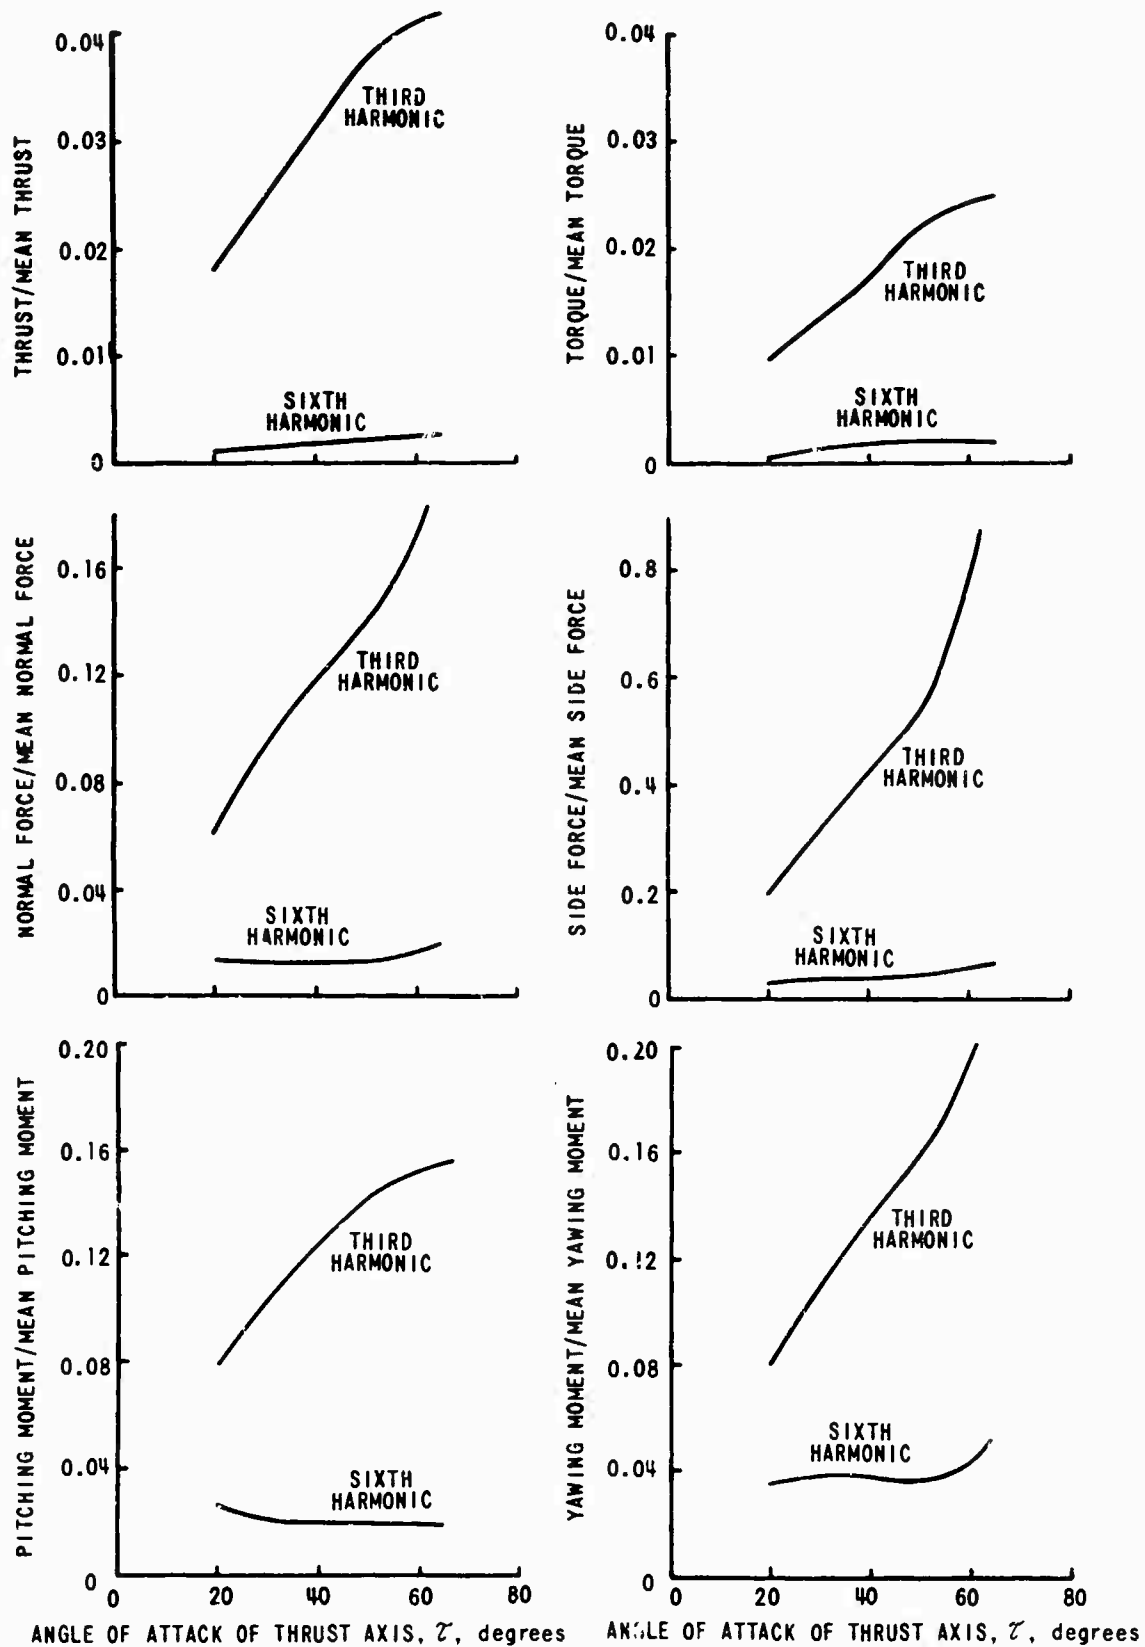 THRUST/MEAN THRUST
0.04
0.03
0.02
0.01
0
THIRD
HARMONIC
SIXTH
HARMONIC
TORQUE/MEAN TORQUE
0.04
0.03
0.02
0.01
0
THIRD
HARMONIC
SIXTH
HARMONIC
NORMAL FORCE/MEAN NORMAL FORCE
0.16
0.12
0.08
0.04
0
THIRD
HARMONIC
SIXTH
HARMONIC
SIDE FORCE/MEAN SIDE FORCE
0.8
0.6
0.4
0.2
0
THIRD
HARMONIC
SIXTH
HARMONIC
PITCHING MOMENT/MEAN PITCHING MOMENT
0.20
0.16
0.12
0.08
0.04
0
THIRD
HARMONIC
SIXTH
HARMONIC
0 20 40 60 80
ANGLE OF ATTACK OF THRUST AXIS, τ, degrees
YAWING MOMENT/MEAN YAWING MOMENT
0.20
0.16
0.12
0.08
0.04
0
THIRD
HARMONIC
SIXTH
HARMONIC
0 20 40 60 80
ANGLE OF ATTACK OF THRUST AXIS, τ, degrees